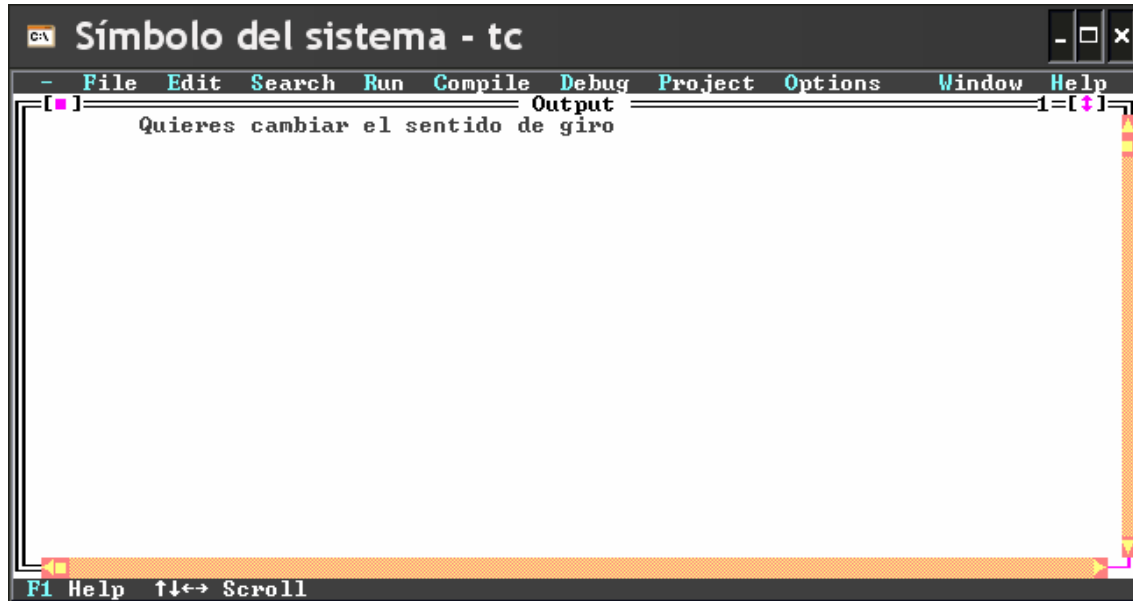 Símbolo del sistema - tc
- File Edit Search Run Compile Debug Project Options Window Help
[■] Output 1=[↕]
Quieres cambiar el sentido de giro
F1 Help ↑↓←→ Scroll